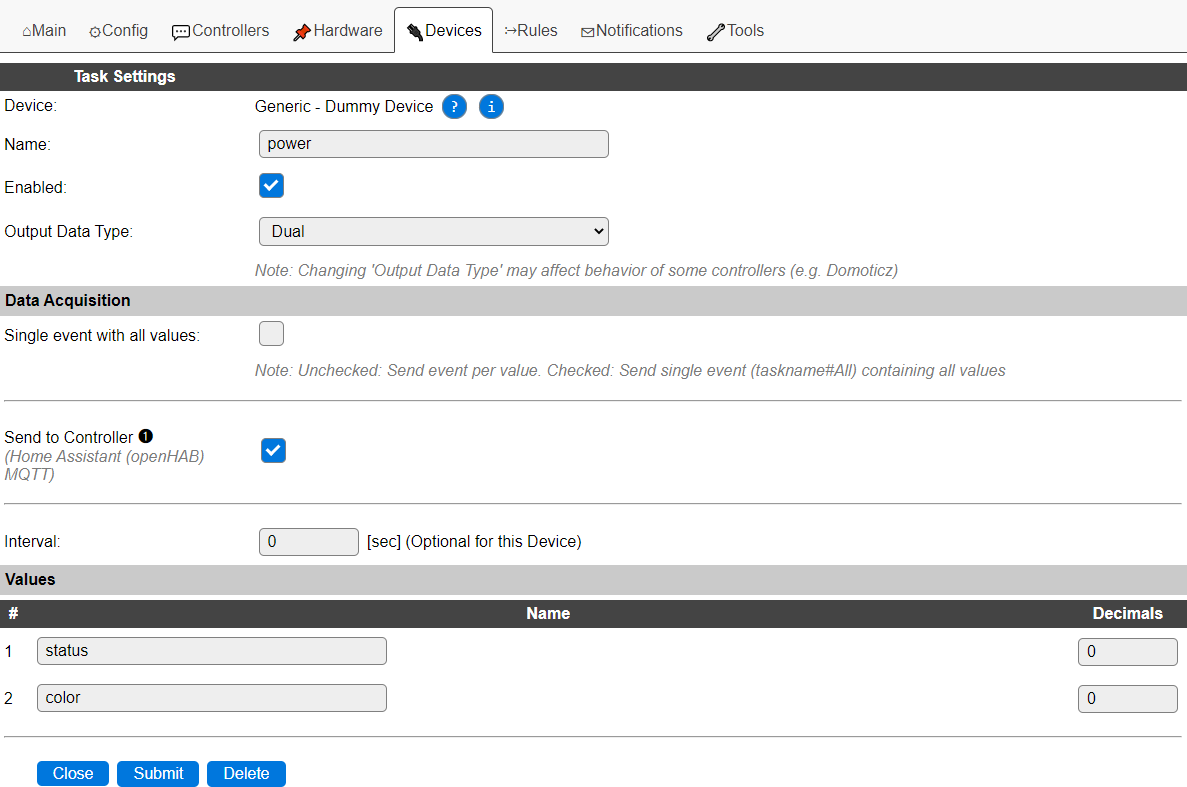 Main Config Controllers Hardware Devices Rules Notifications Tools
Task Settings
Device: Generic - Dummy Device ? i
Name: power
Enabled:
Output Data Type: Dual
Note: Changing 'Output Data Type' may affect behavior of some controllers (e.g. Domoticz)
Data Acquisition
Single event with all values:
Note: Unchecked: Send event per value. Checked: Send single event (taskname#All) containing all values
Send to Controller ❶
(Home Assistant (openHAB)
MQTT)
Interval: 0 [sec] (Optional for this Device)
Values
# Name Decimals
1 status 0
2 color 0
Close Submit Delete